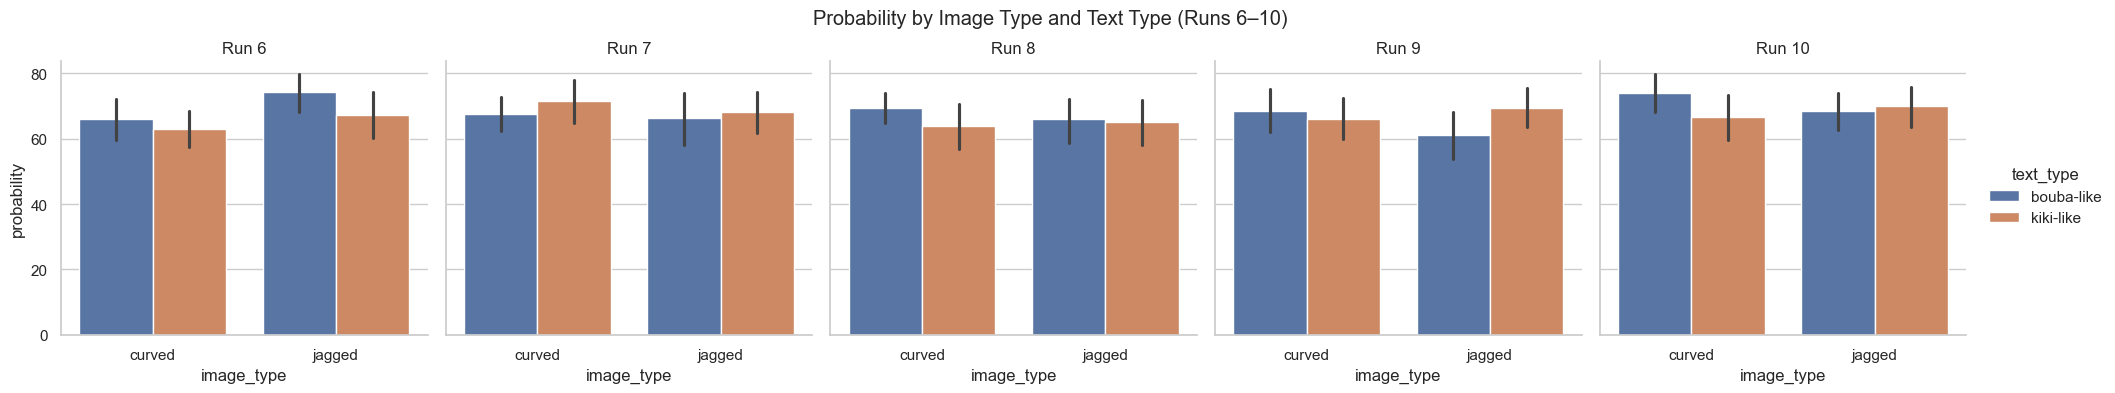 Probability by Image Type and Text Type (Runs 6–10)
Run 6
Run 7
Run 8
Run 9
Run 10
probability
80
60
40
20
0
curved
jagged
image_type
curved
jagged
image_type
curved
jagged
image_type
curved
jagged
image_type
curved
jagged
image_type
text_type
bouba-like
kiki-like